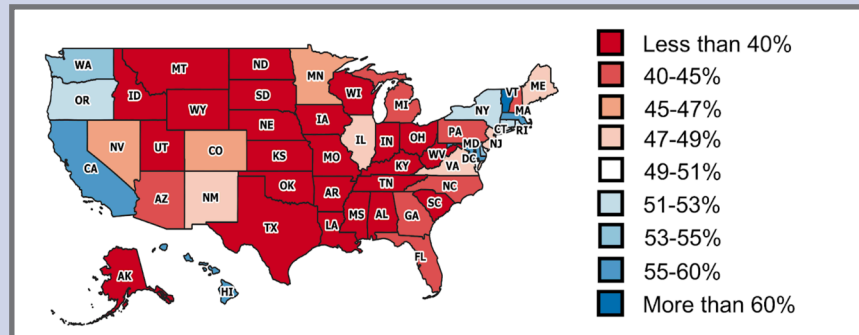 WA
MT
ND
MN
ME
VT
OR
ID
SD
WI
MI
NY
MA
WY
CT
RI
NV
UT
CO
NE
IA
IL
IN
OH
PA
NJ
MD
DC
CA
KS
MO
KY
WV
VA
AZ
NM
OK
AR
TN
NC
SC
TX
LA
MS
AL
GA
FL
AK
HI
Less than 40%
40-45%
45-47%
47-49%
49-51%
51-53%
53-55%
55-60%
More than 60%